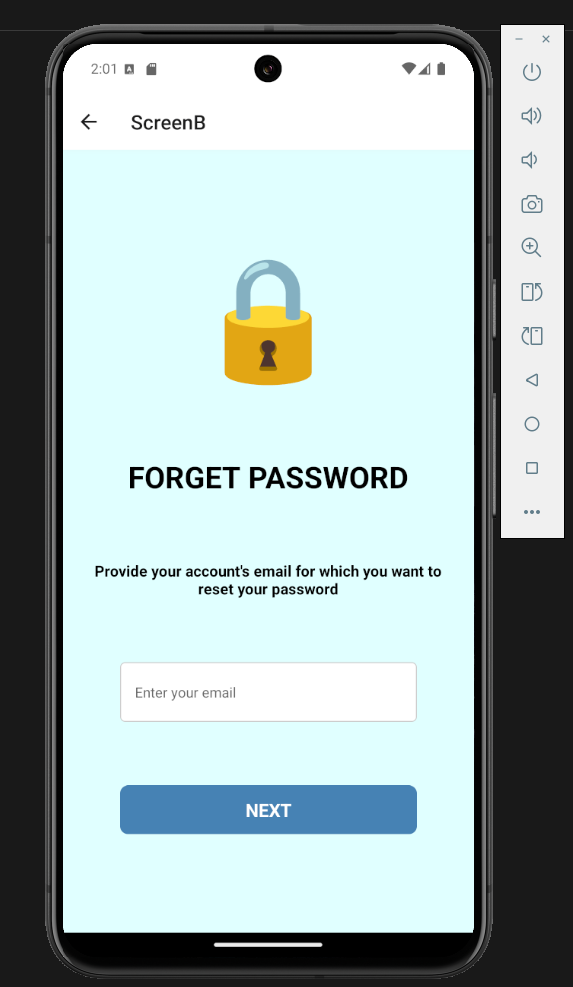 2:01
ScreenB
FORGET PASSWORD
Provide your account's email for which you want to
reset your password
Enter your email
NEXT